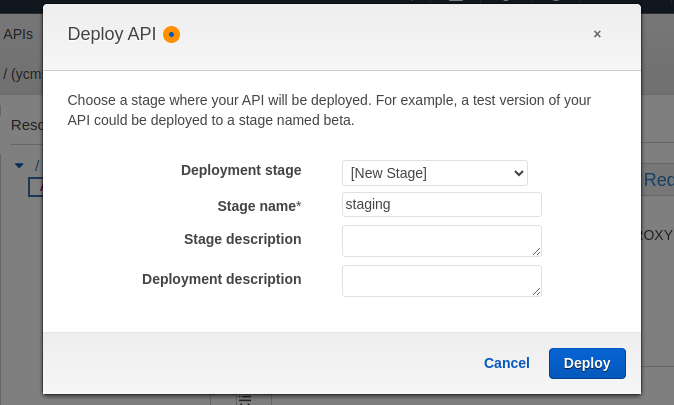 Deploy API
×
APIs
/ (ycm
Choose a stage where your API will be deployed. For example, a test version of your
API could be deployed to a stage named beta.
Reso
/
Deployment stage [New Stage]
Red
Stage name* staging
Stage description
ROXY
Deployment description
Cancel Deploy